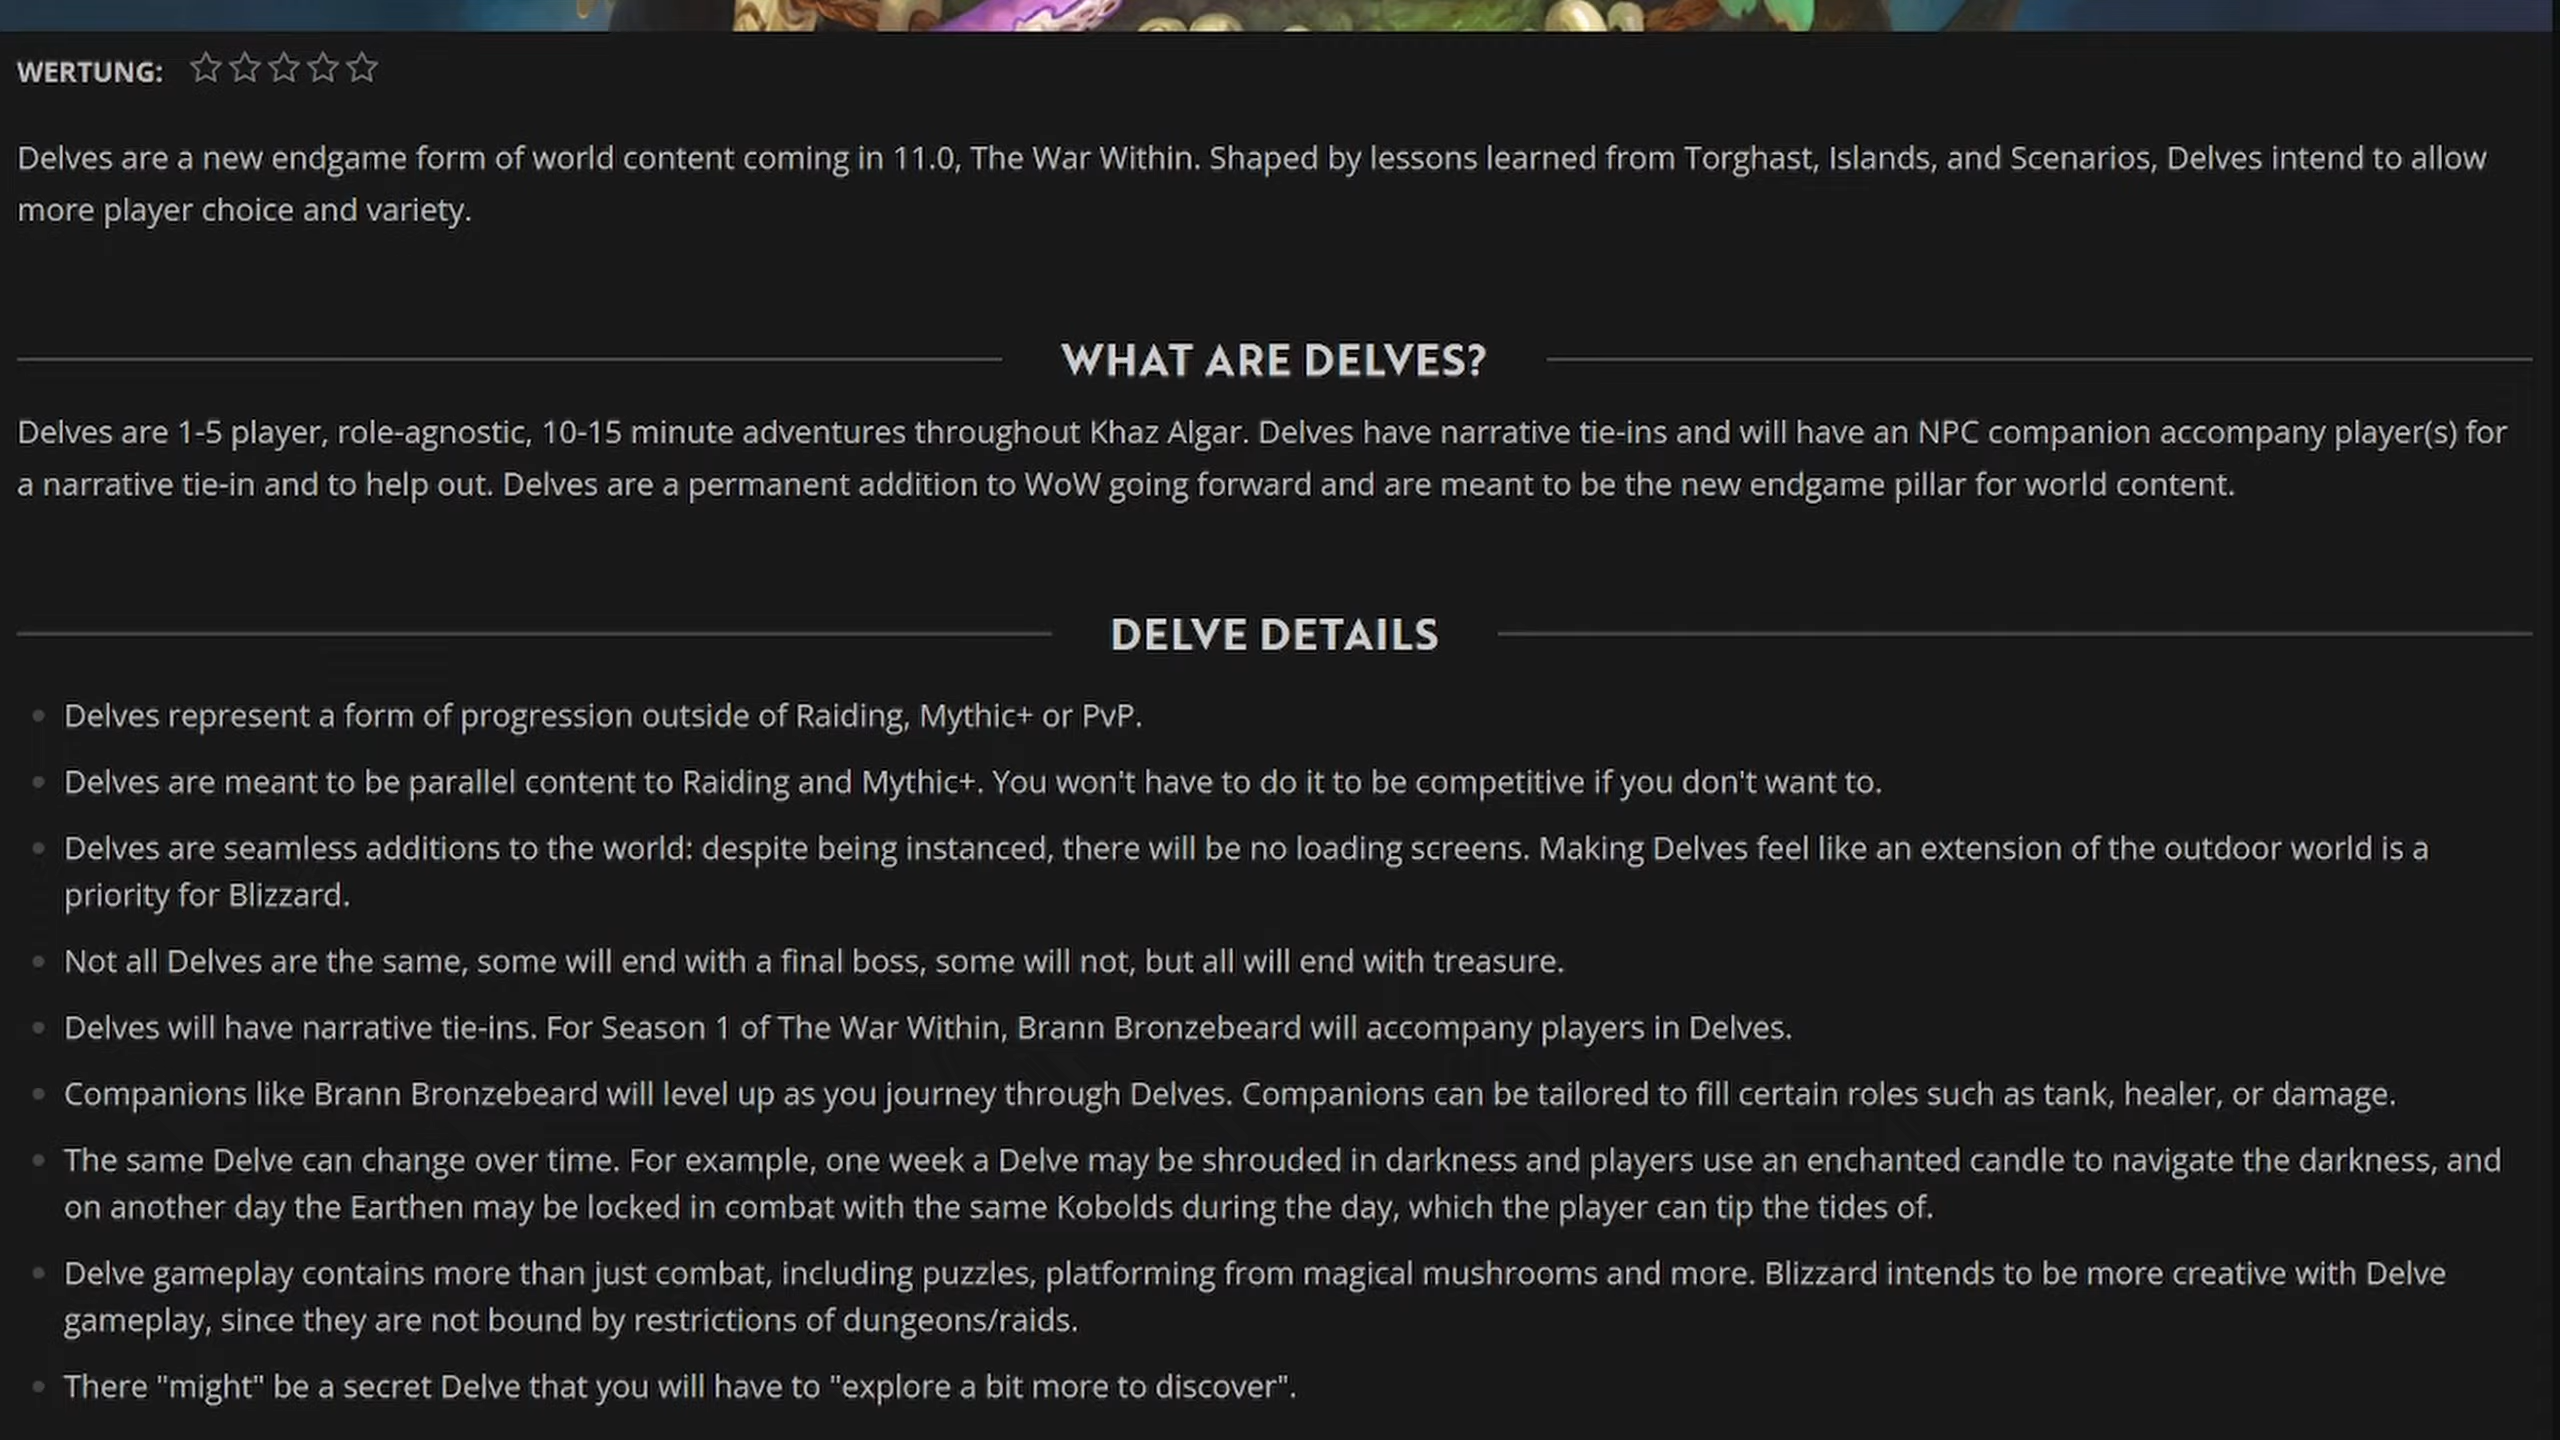 WERTUNG:
Delves are a new endgame form of world content coming in 11.0, The War Within. Shaped by lessons learned from Torghast, Islands, and Scenarios, Delves intend to allow
more player choice and variety.
WHAT ARE DELVES?
Delves are 1-5 player, role-agnostic, 10-15 minute adventures throughout Khaz Algar. Delves have narrative tie-ins and will have an NPC companion accompany player(s) for
a narrative tie-in and to help out. Delves are a permanent addition to WoW going forward and are meant to be the new endgame pillar for world content.
DELVE DETAILS
Delves represent a form of progression outside of Raiding, Mythic+ or PvP.
Delves are meant to be parallel content to Raiding and Mythic+. You won't have to do it to be competitive if you don't want to.
Delves are seamless additions to the world: despite being instanced, there will be no loading screens. Making Delves feel like an extension of the outdoor world is a
priority for Blizzard.
Not all Delves are the same, some will end with a final boss, some will not, but all will end with treasure.
Delves will have narrative tie-ins. For Season 1 of The War Within, Brann Bronzebeard will accompany players in Delves.
Companions like Brann Bronzebeard will level up as you journey through Delves. Companions can be tailored to fill certain roles such as tank, healer, or damage.
The same Delve can change over time. For example, one week a Delve may be shrouded in darkness and players use an enchanted candle to navigate the darkness, and
on another day the Earthen may be locked in combat with the same Kobolds during the day, which the player can tip the tides of.
Delve gameplay contains more than just combat, including puzzles, platforming from magical mushrooms and more. Blizzard intends to be more creative with Delve
gameplay, since they are not bound by restrictions of dungeons/raids.
There "might" be a secret Delve that you will have to "explore a bit more to discover".